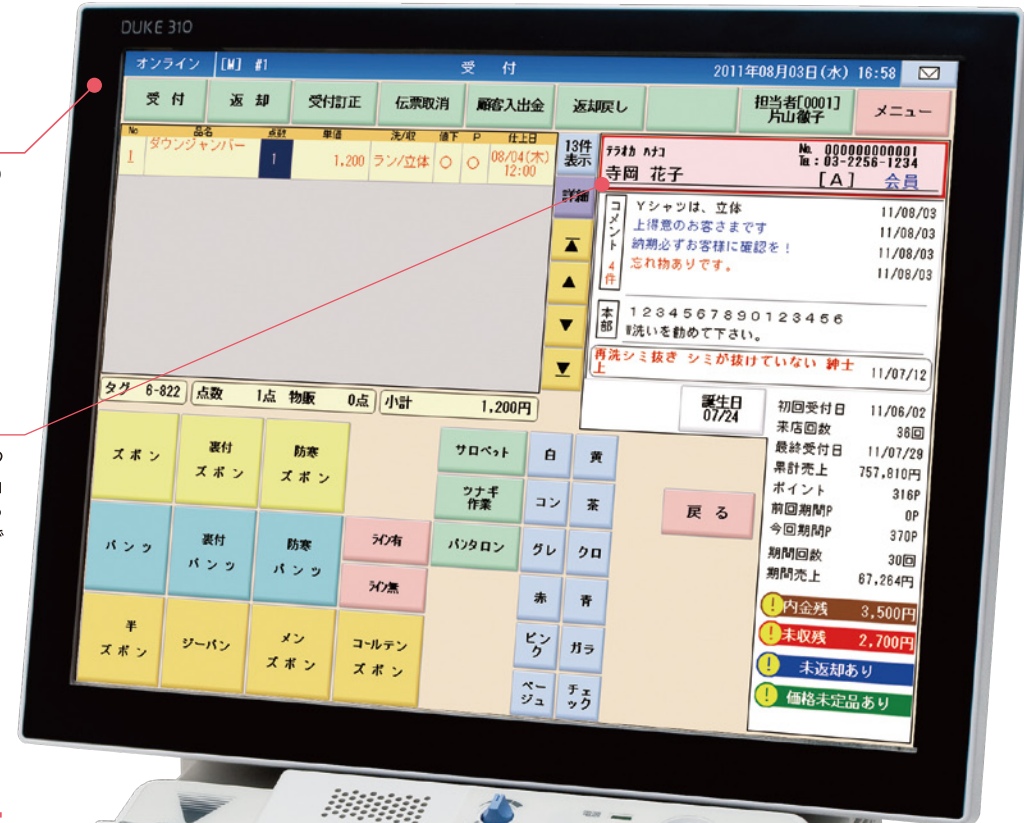 DUKE 310
オンライン [M] #1 受 付 2011年08月03日(水) 16:58
受 付 返 却 受付訂正 伝票取消 顧客入出金 返却戻し 担当者[0001] 片山徹子 メニュー
No 品名 点数 単価 洗/収 値下 P 仕上日
1 ダウンジャンパー 1 1,200 ラン/立体 ○ ○ 08/04(木) 12:00
13件
表示
詳細
テラオカ ハナコ No. 000000000001
Tel : 03-2256-1234
寺岡 花子 [A] 会員
コメント 4件
Yシャツは、立体 11/08/03
上得意のお客さまです 11/08/03
納期必ずお客様に確認を! 11/08/03
忘れ物ありです。 11/08/03
本部
1234567890123456
W洗いを勧めて下さい。
再洗シミ抜き シミが抜けていない 紳士
上 11/07/12
タグ 6-822 点数 1点 物販 0点 小計 1,200円
誕生日
07/24
初回受付日 11/06/02
来店回数 36回
最終受付日 11/07/29
累計売上 757,810円
ポイント 316P
前回期間P 0P
今回期間P 370P
期間回数 30回
期間売上 67,264円
!内金残 3,500円
!未収残 2,700円
! 未返却あり
! 価格未定品あり
ズボン 裏付ズボン 防寒ズボン
パンツ 裏付パンツ 防寒パンツ ライン有
ライン無
半ズボン ジーパン メンズボン コールテンズボン
サロペット 白 黄
ツナギ作業 コン 茶
パンタロン グレ クロ
赤 青
ピンク ガラ
ベージュ チェック
戻 る
電源